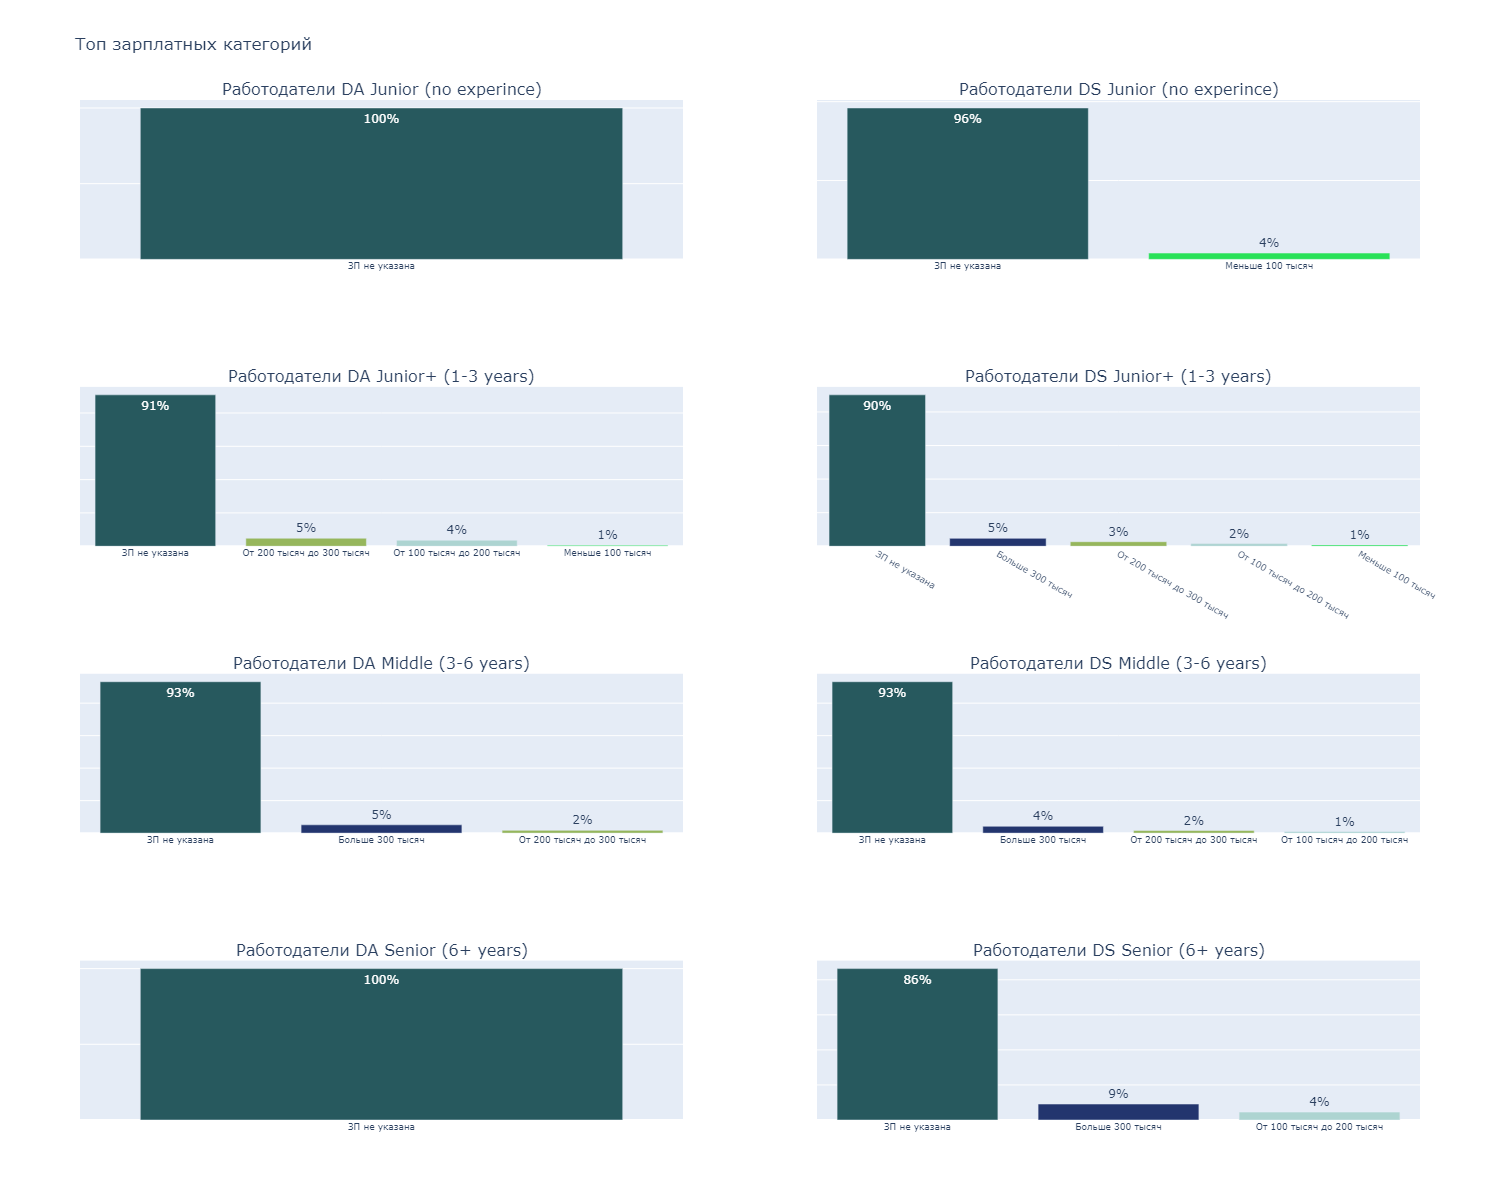 Топ зарплатных категорий
Работодатели DA Junior (no experince)
100%
ЗП не указана
Работодатели DS Junior (no experince)
96%
4%
ЗП не указана
Меньше 100 тысяч
Работодатели DA Junior+ (1-3 years)
91%
5%
4%
1%
ЗП не указана
От 200 тысяч до 300 тысяч
От 100 тысяч до 200 тысяч
Меньше 100 тысяч
Работодатели DS Junior+ (1-3 years)
90%
5%
3%
2%
1%
ЗП не указана
Больше 300 тысяч
От 200 тысяч до 300 тысяч
От 100 тысяч до 200 тысяч
Меньше 100 тысяч
Работодатели DA Middle (3-6 years)
93%
5%
2%
ЗП не указана
Больше 300 тысяч
От 200 тысяч до 300 тысяч
Работодатели DS Middle (3-6 years)
93%
4%
2%
1%
ЗП не указана
Больше 300 тысяч
От 200 тысяч до 300 тысяч
От 100 тысяч до 200 тысяч
Работодатели DA Senior (6+ years)
100%
ЗП не указана
Работодатели DS Senior (6+ years)
86%
9%
4%
ЗП не указана
Больше 300 тысяч
От 100 тысяч до 200 тысяч